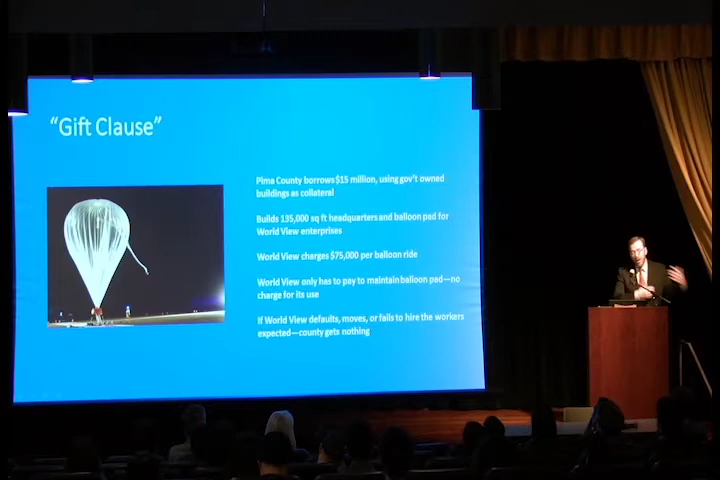 "Gift Clause"
Pima County borrows $15 million, using gov't owned
buildings as collateral
Builds 135,000 sq ft headquarters and balloon pad for
World View enterprises
World View charges $75,000 per balloon ride
World View only has to pay to maintain balloon pad—no
charge for its use
If World View defaults, moves, or fails to hire the workers
expected—county gets nothing